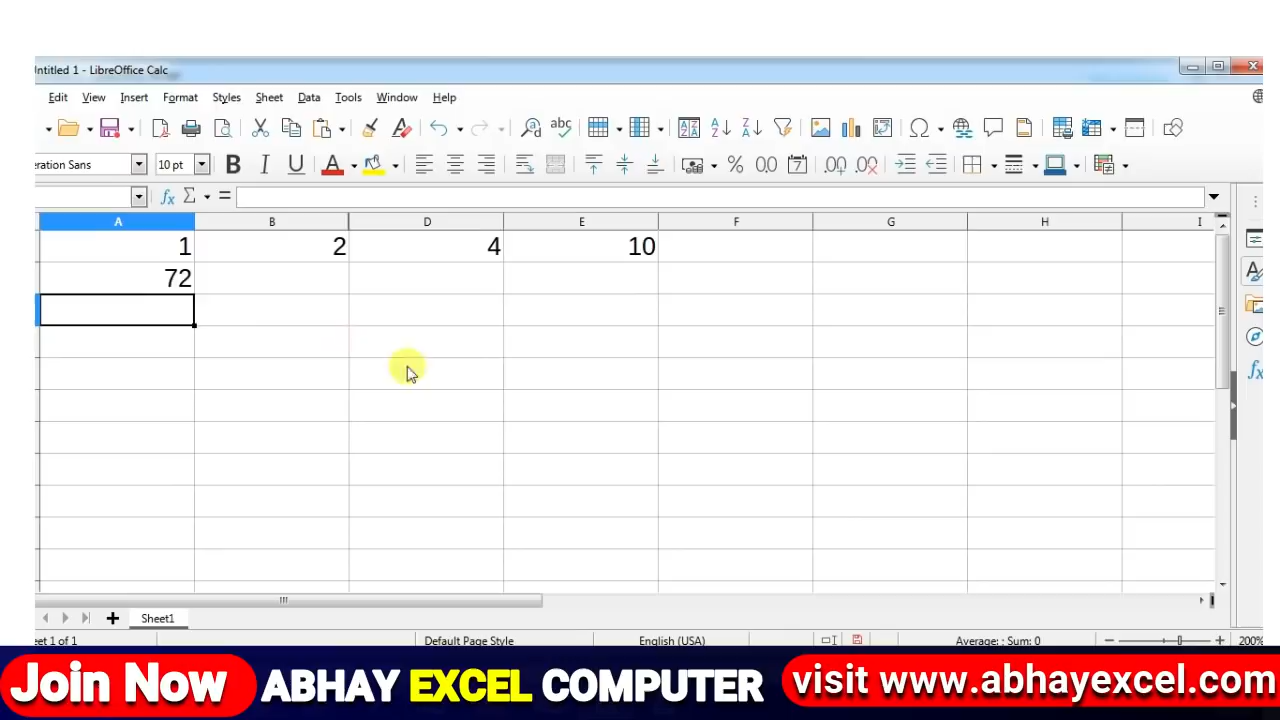 Untitled 1 - LibreOffice Calc
Edit View Insert Format Styles Sheet Data Tools Window Help
eration Sans 10 pt
A B D E F G H I
1 2 4 10
72
Sheet1
eet 1 of 1 Default Page Style English (USA) Average: ; Sum: 0 200%
Join Now ABHAY EXCEL COMPUTER visit www.abhayexcel.com